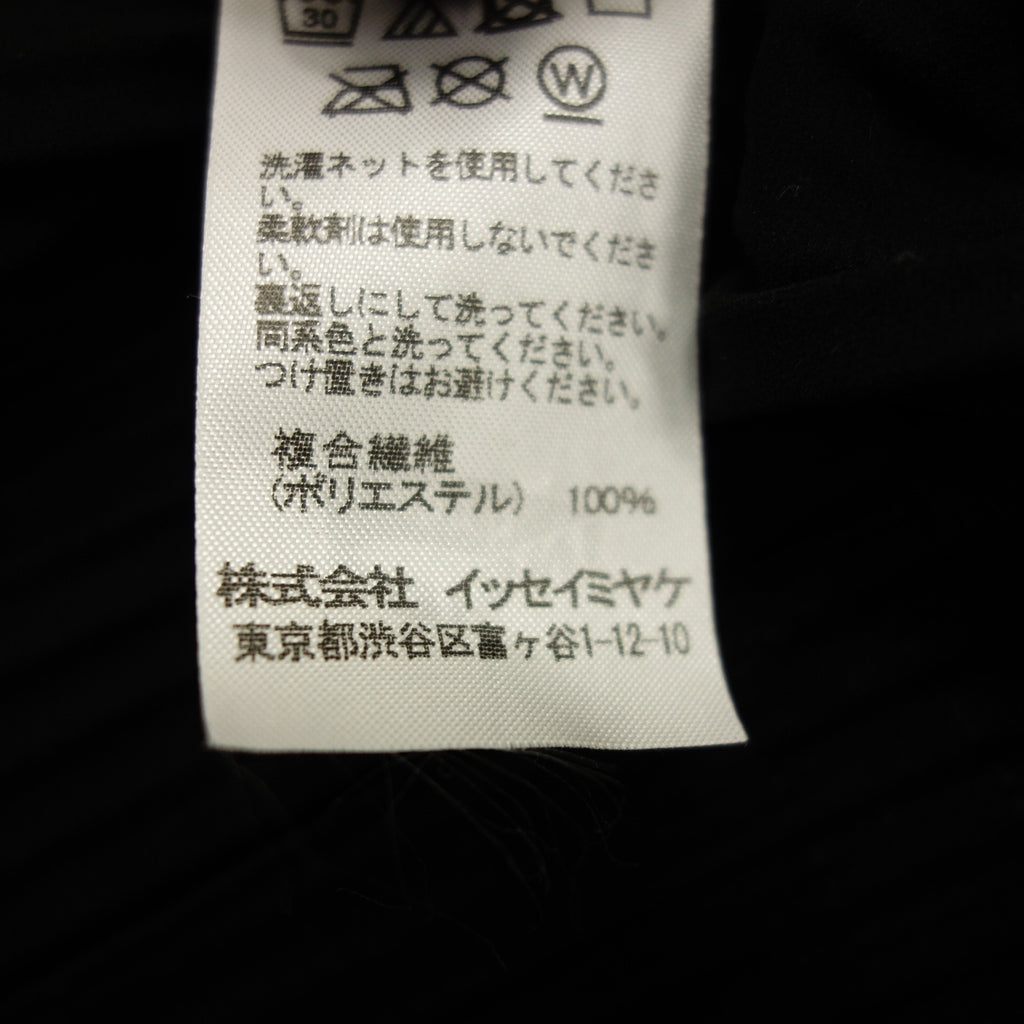 30
W
洗濯ネットを使用してくださ
い。
柔軟剤は使用しないでくださ
い。
裏返しにして洗ってください。
同系色と洗ってください。
つけ置きはお避けください。
複合繊維
(ポリエステル) 100%
株式会社 イッセイミヤケ
東京都渋谷区富ヶ谷1-12-10